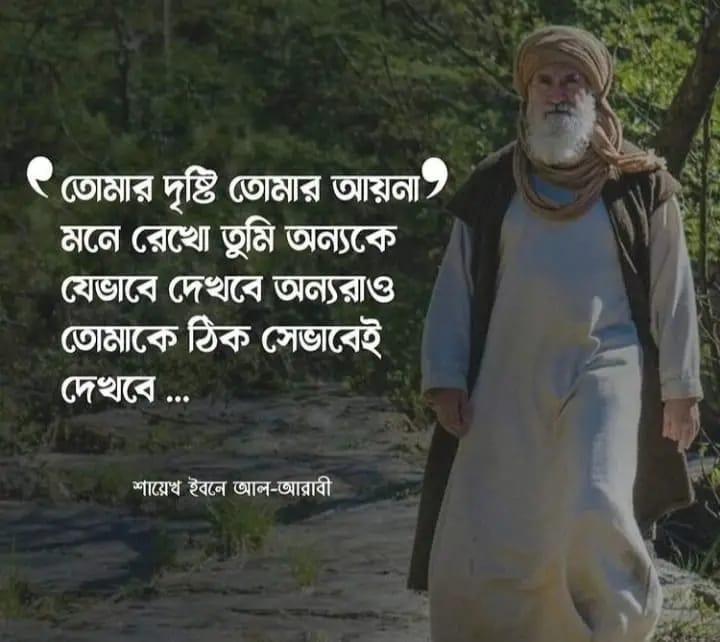 ❛ তোমার দৃষ্টি তোমার আয়না ❜
মনে রেখো তুমি অন্যকে
যেভাবে দেখবে অন্যরাও
তোমাকে ঠিক সেভাবেই
দেখবে ...
শায়েখ ইবনে আল-আরাবী